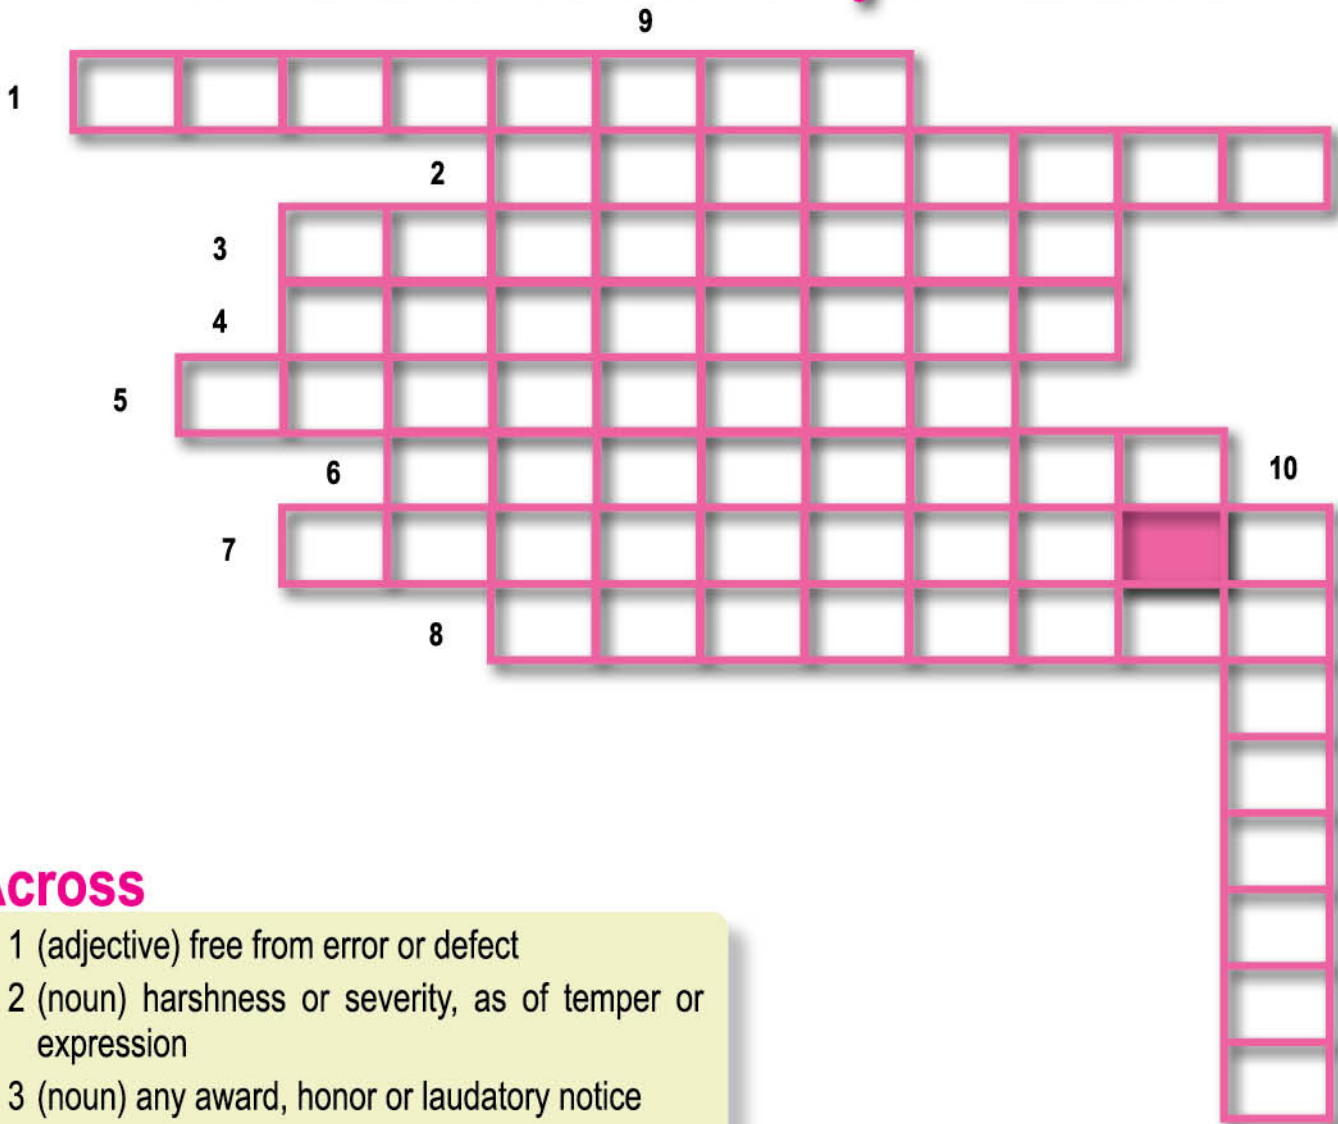 9
1
2
3
4
5
6
10
7
8
Across
1 (adjective) free from error or defect
2 (noun) harshness or severity, as of temper or
expression
3 (noun) any award, honor or laudatory notice